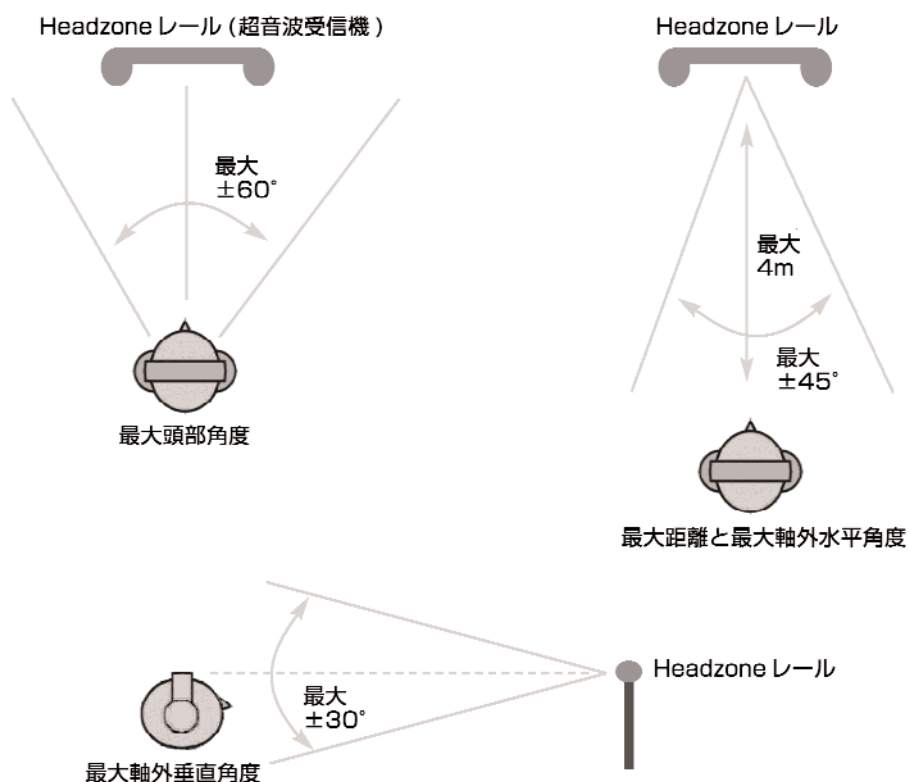 Headzone レール ( 超音波受信機 )
最大
±60°
最大頭部角度
Headzone レール
最大
4m
最大
±45°
最大距離と最大軸外水平角度
最大
±30°
Headzone レール
最大軸外垂直角度